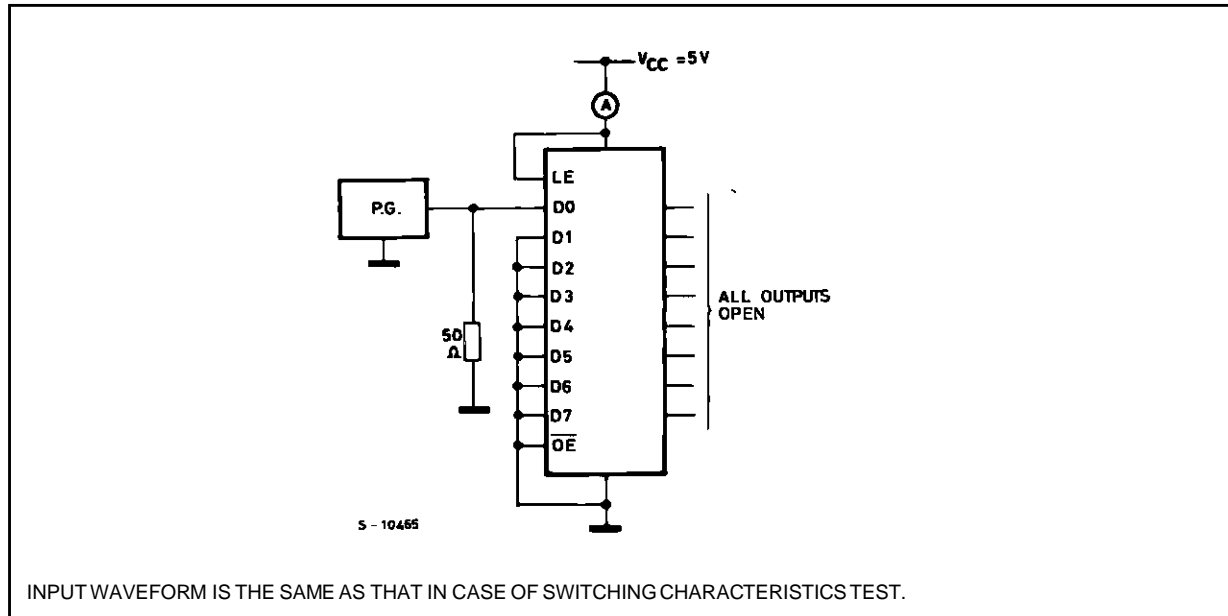 VCC =5V
A
LE
P.G.
D0
D1
D2
D3
D4
D5
D6
D7
OE
50
Ω
ALL OUTPUTS
OPEN
S-10465
INPUT WAVEFORM IS THE SAME AS THAT IN CASE OF SWITCHING CHARACTERISTICS TEST.